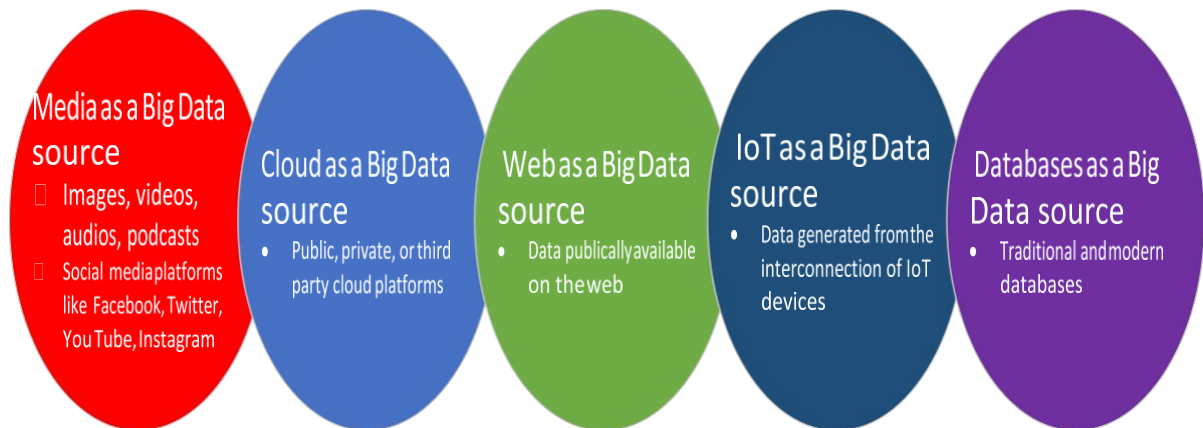 Media as a Big Data
source
▯ Images, videos,
audios, podcasts
▯ Social media platforms
like Facebook, Twitter,
You Tube, Instagram
Cloud as a Big Data
source
• Public, private, or third
party cloud platforms
Web as a Big Data
source
• Data publically available
on the web
IoT as a Big Data
source
• Data generated from the
interconnection of IoT
devices
Databases as a Big
Data source
• Traditional and modern
databases